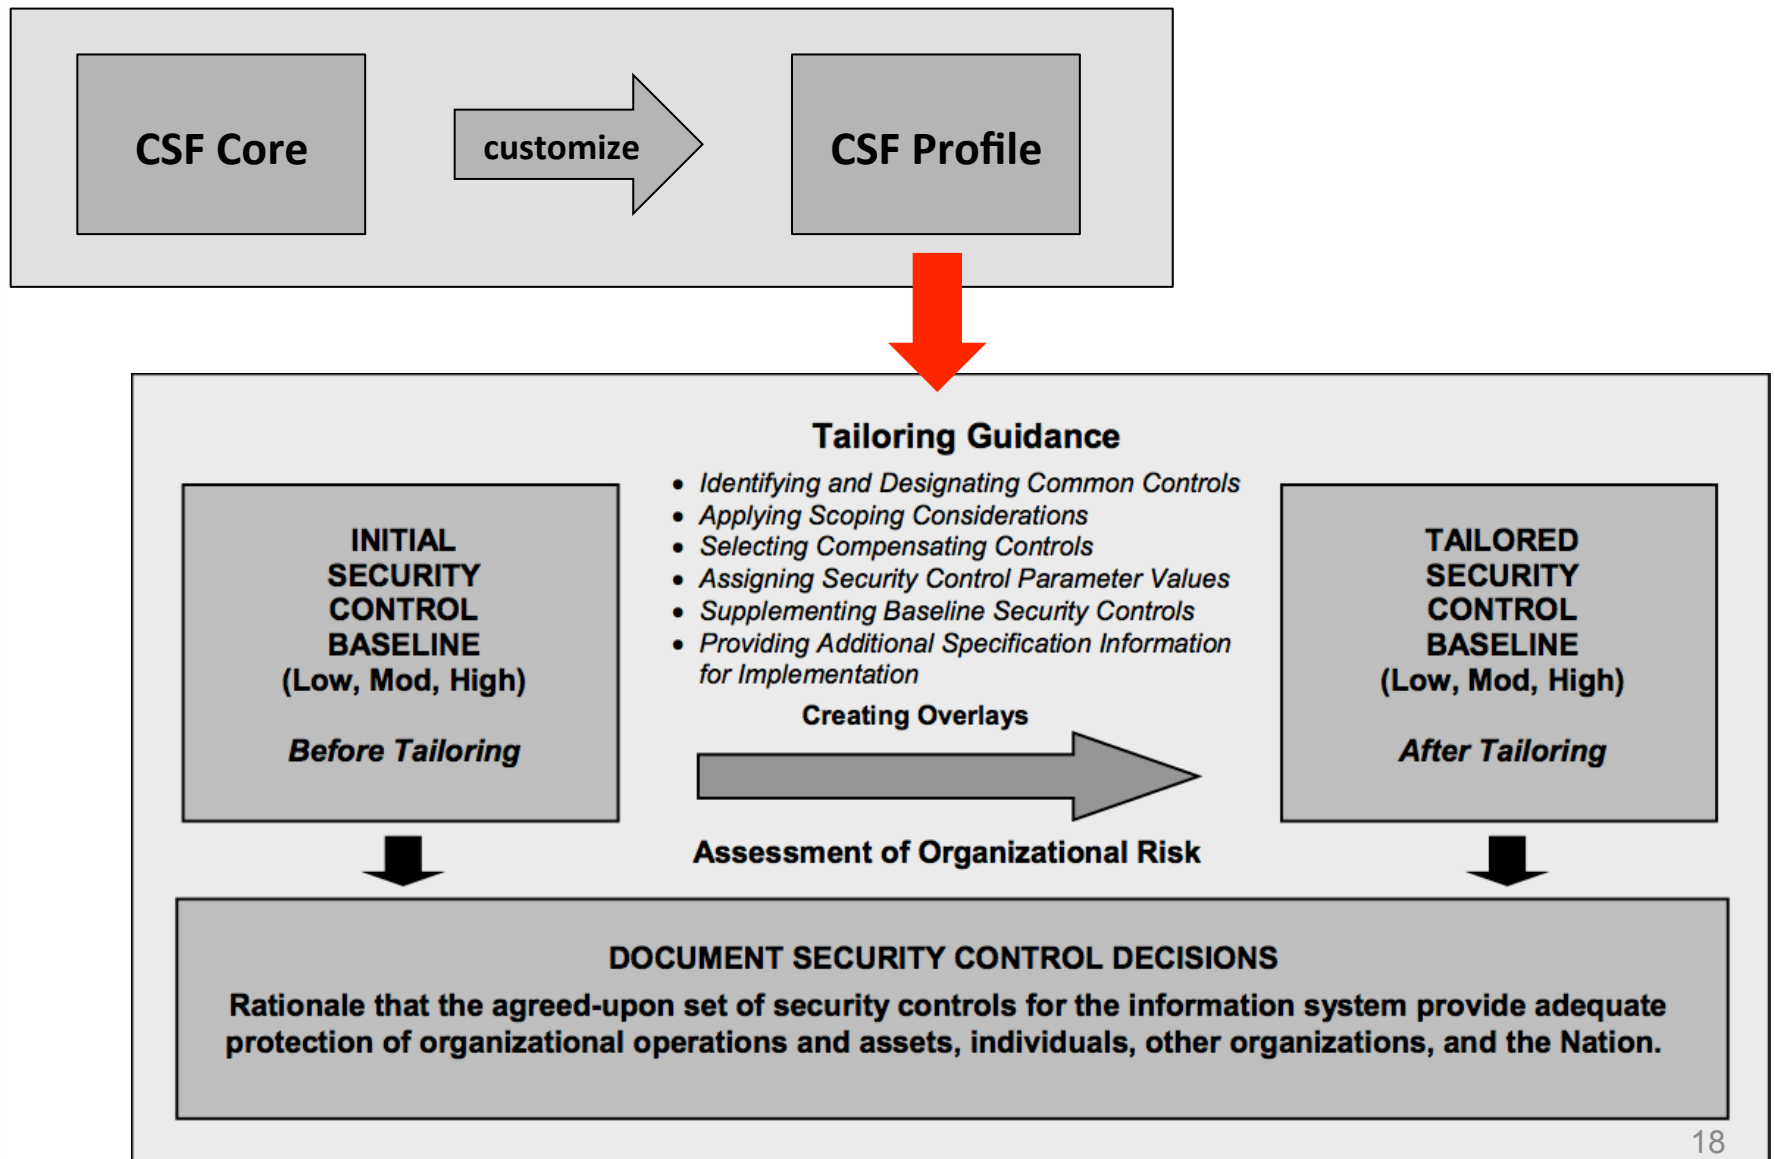 CSF Core
customize
CSF Profile
Tailoring Guidance
• Identifying and Designating Common Controls
• Applying Scoping Considerations
• Selecting Compensating Controls
• Assigning Security Control Parameter Values
• Supplementing Baseline Security Controls
• Providing Additional Specification Information
for Implementation
Creating Overlays
Assessment of Organizational Risk
INITIAL
SECURITY
CONTROL
BASELINE
(Low, Mod, High)
Before Tailoring
TAILORED
SECURITY
CONTROL
BASELINE
(Low, Mod, High)
After Tailoring
DOCUMENT SECURITY CONTROL DECISIONS
Rationale that the agreed-upon set of security controls for the information system provide adequate
protection of organizational operations and assets, individuals, other organizations, and the Nation.
18